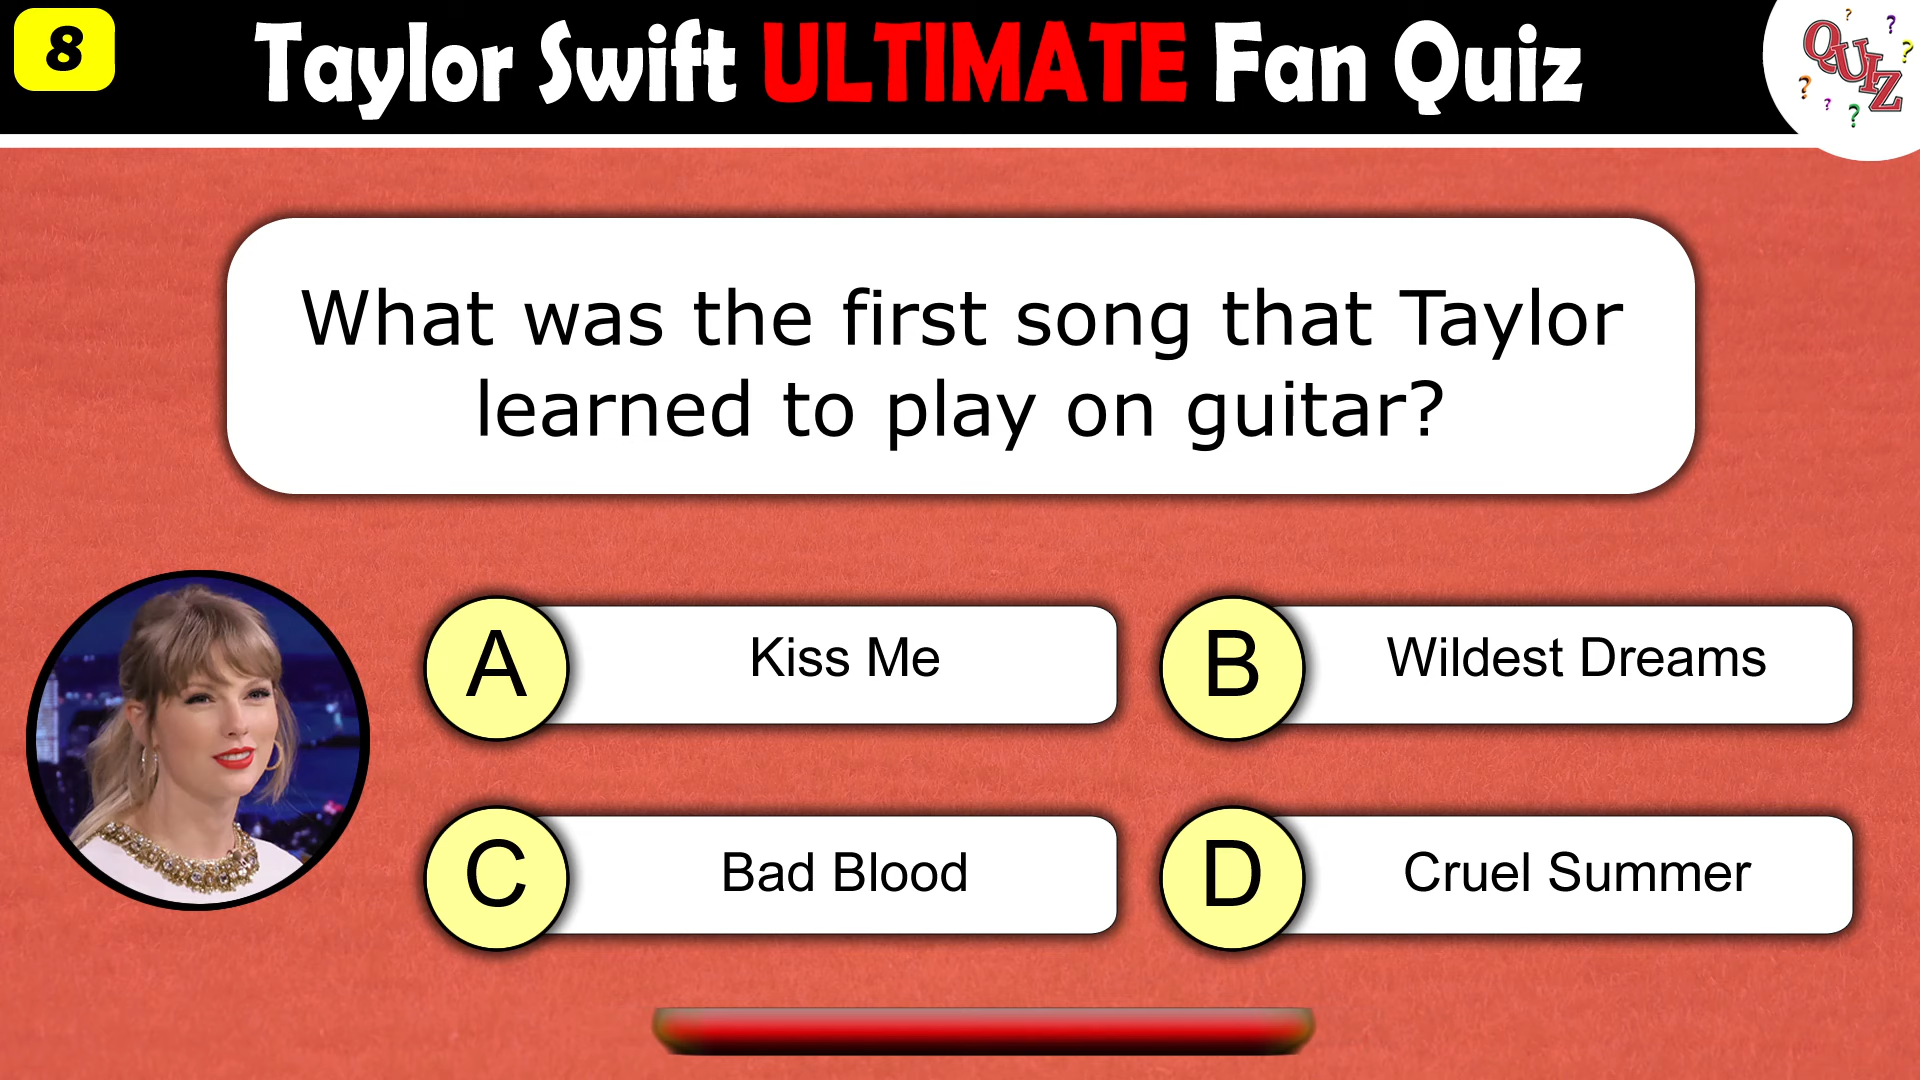 8
Taylor Swift ULTIMATE Fan Quiz
QUIZ
? ? ? ? ? ?
What was the first song that Taylor
learned to play on guitar?
A Kiss Me
B Wildest Dreams
C Bad Blood
D Cruel Summer